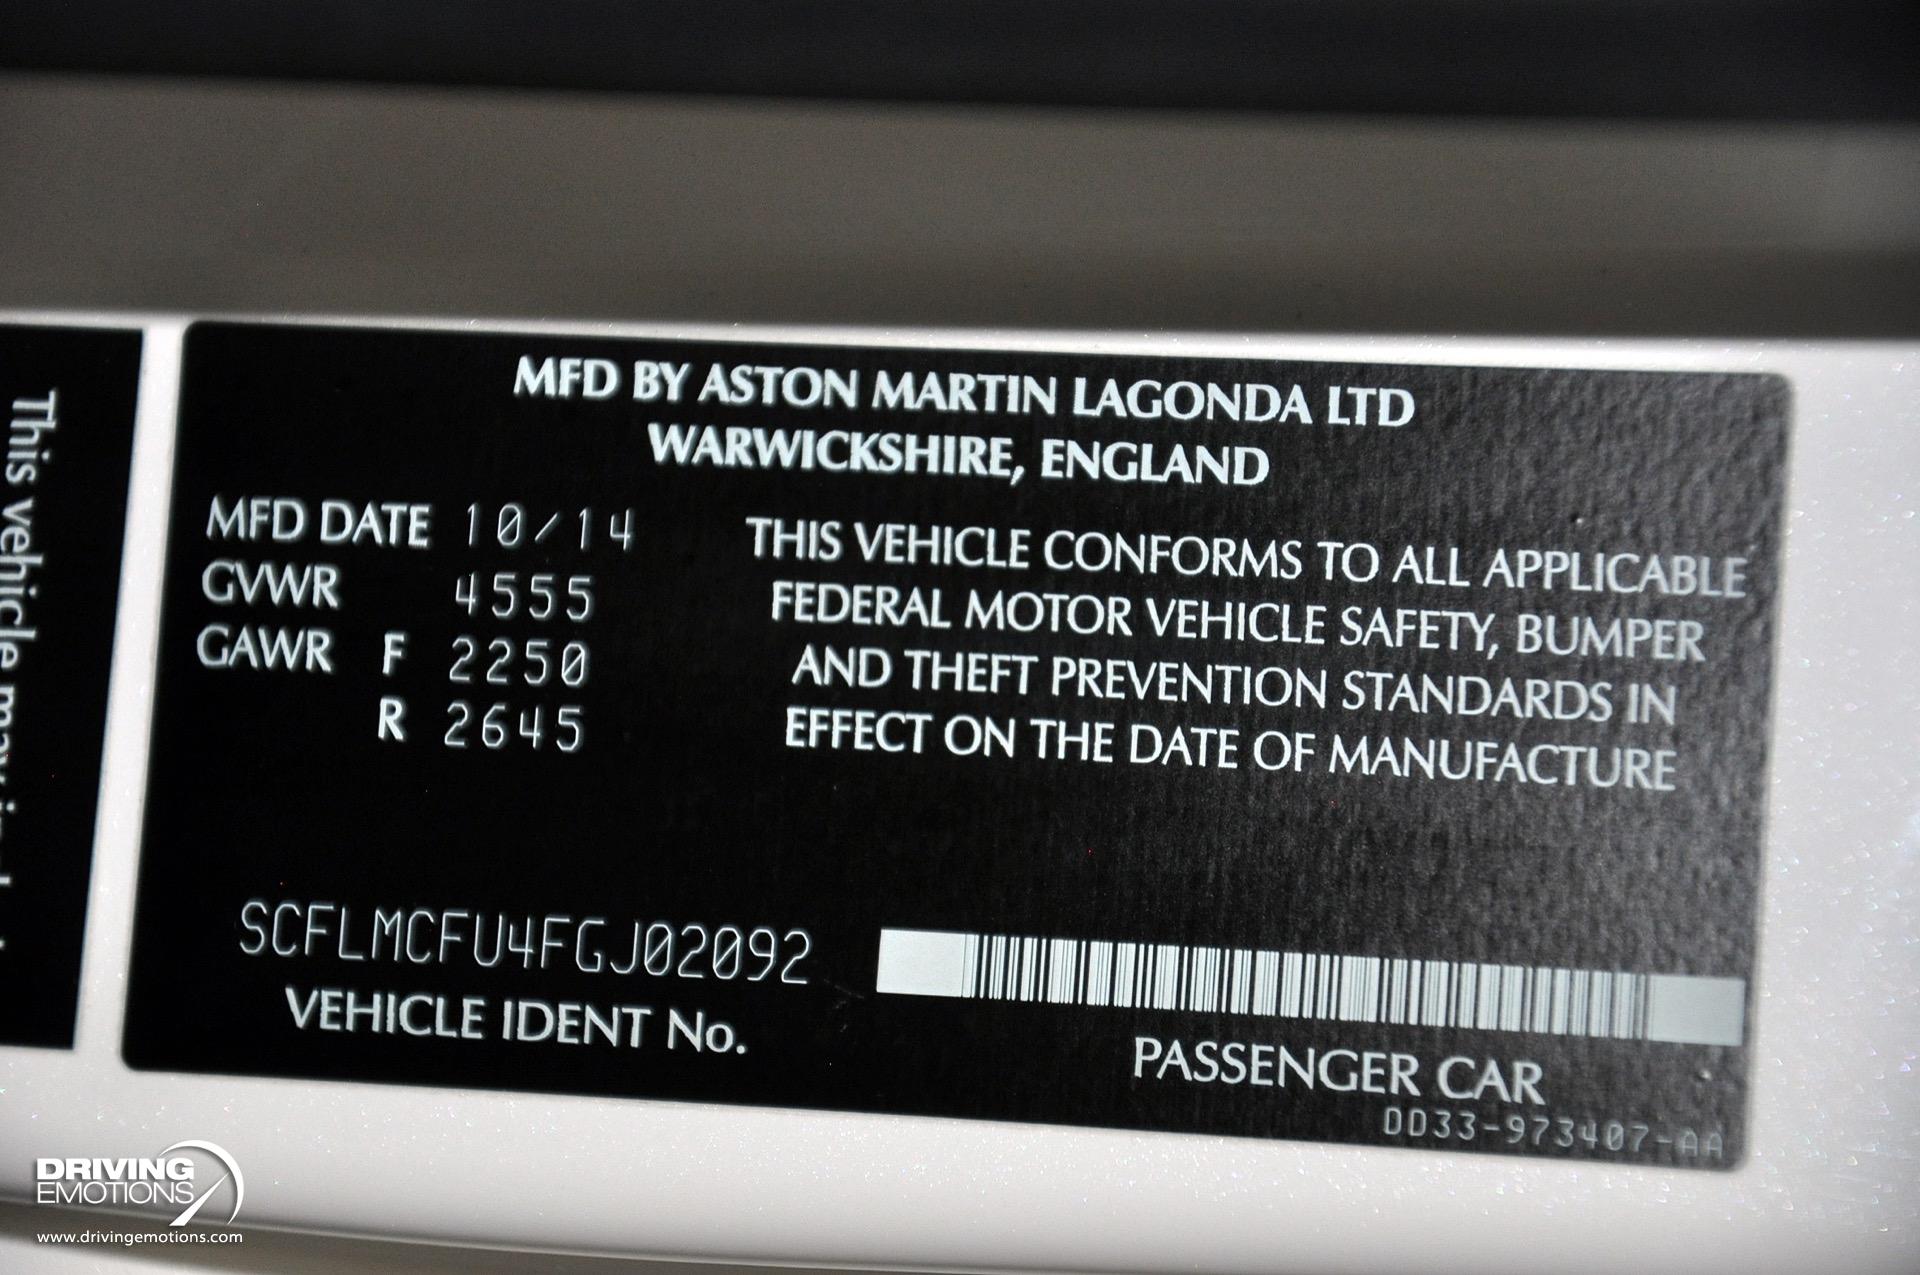 MFD BY ASTON MARTIN LAGONDA LTD
WARWICKSHIRE, ENGLAND
MFD DATE 10/14
GVWR 4555
GAWR F 2250
R 2645
THIS VEHICLE CONFORMS TO ALL APPLICABLE
FEDERAL MOTOR VEHICLE SAFETY, BUMPER
AND THEFT PREVENTION STANDARDS IN
EFFECT ON THE DATE OF MANUFACTURE
SCFLMCFU4FGJ02092
VEHICLE IDENT No.
PASSENGER CAR
DD33-973407-AA
This vehicle may
DRIVING
EMOTIONS
www.drivingemotions.com